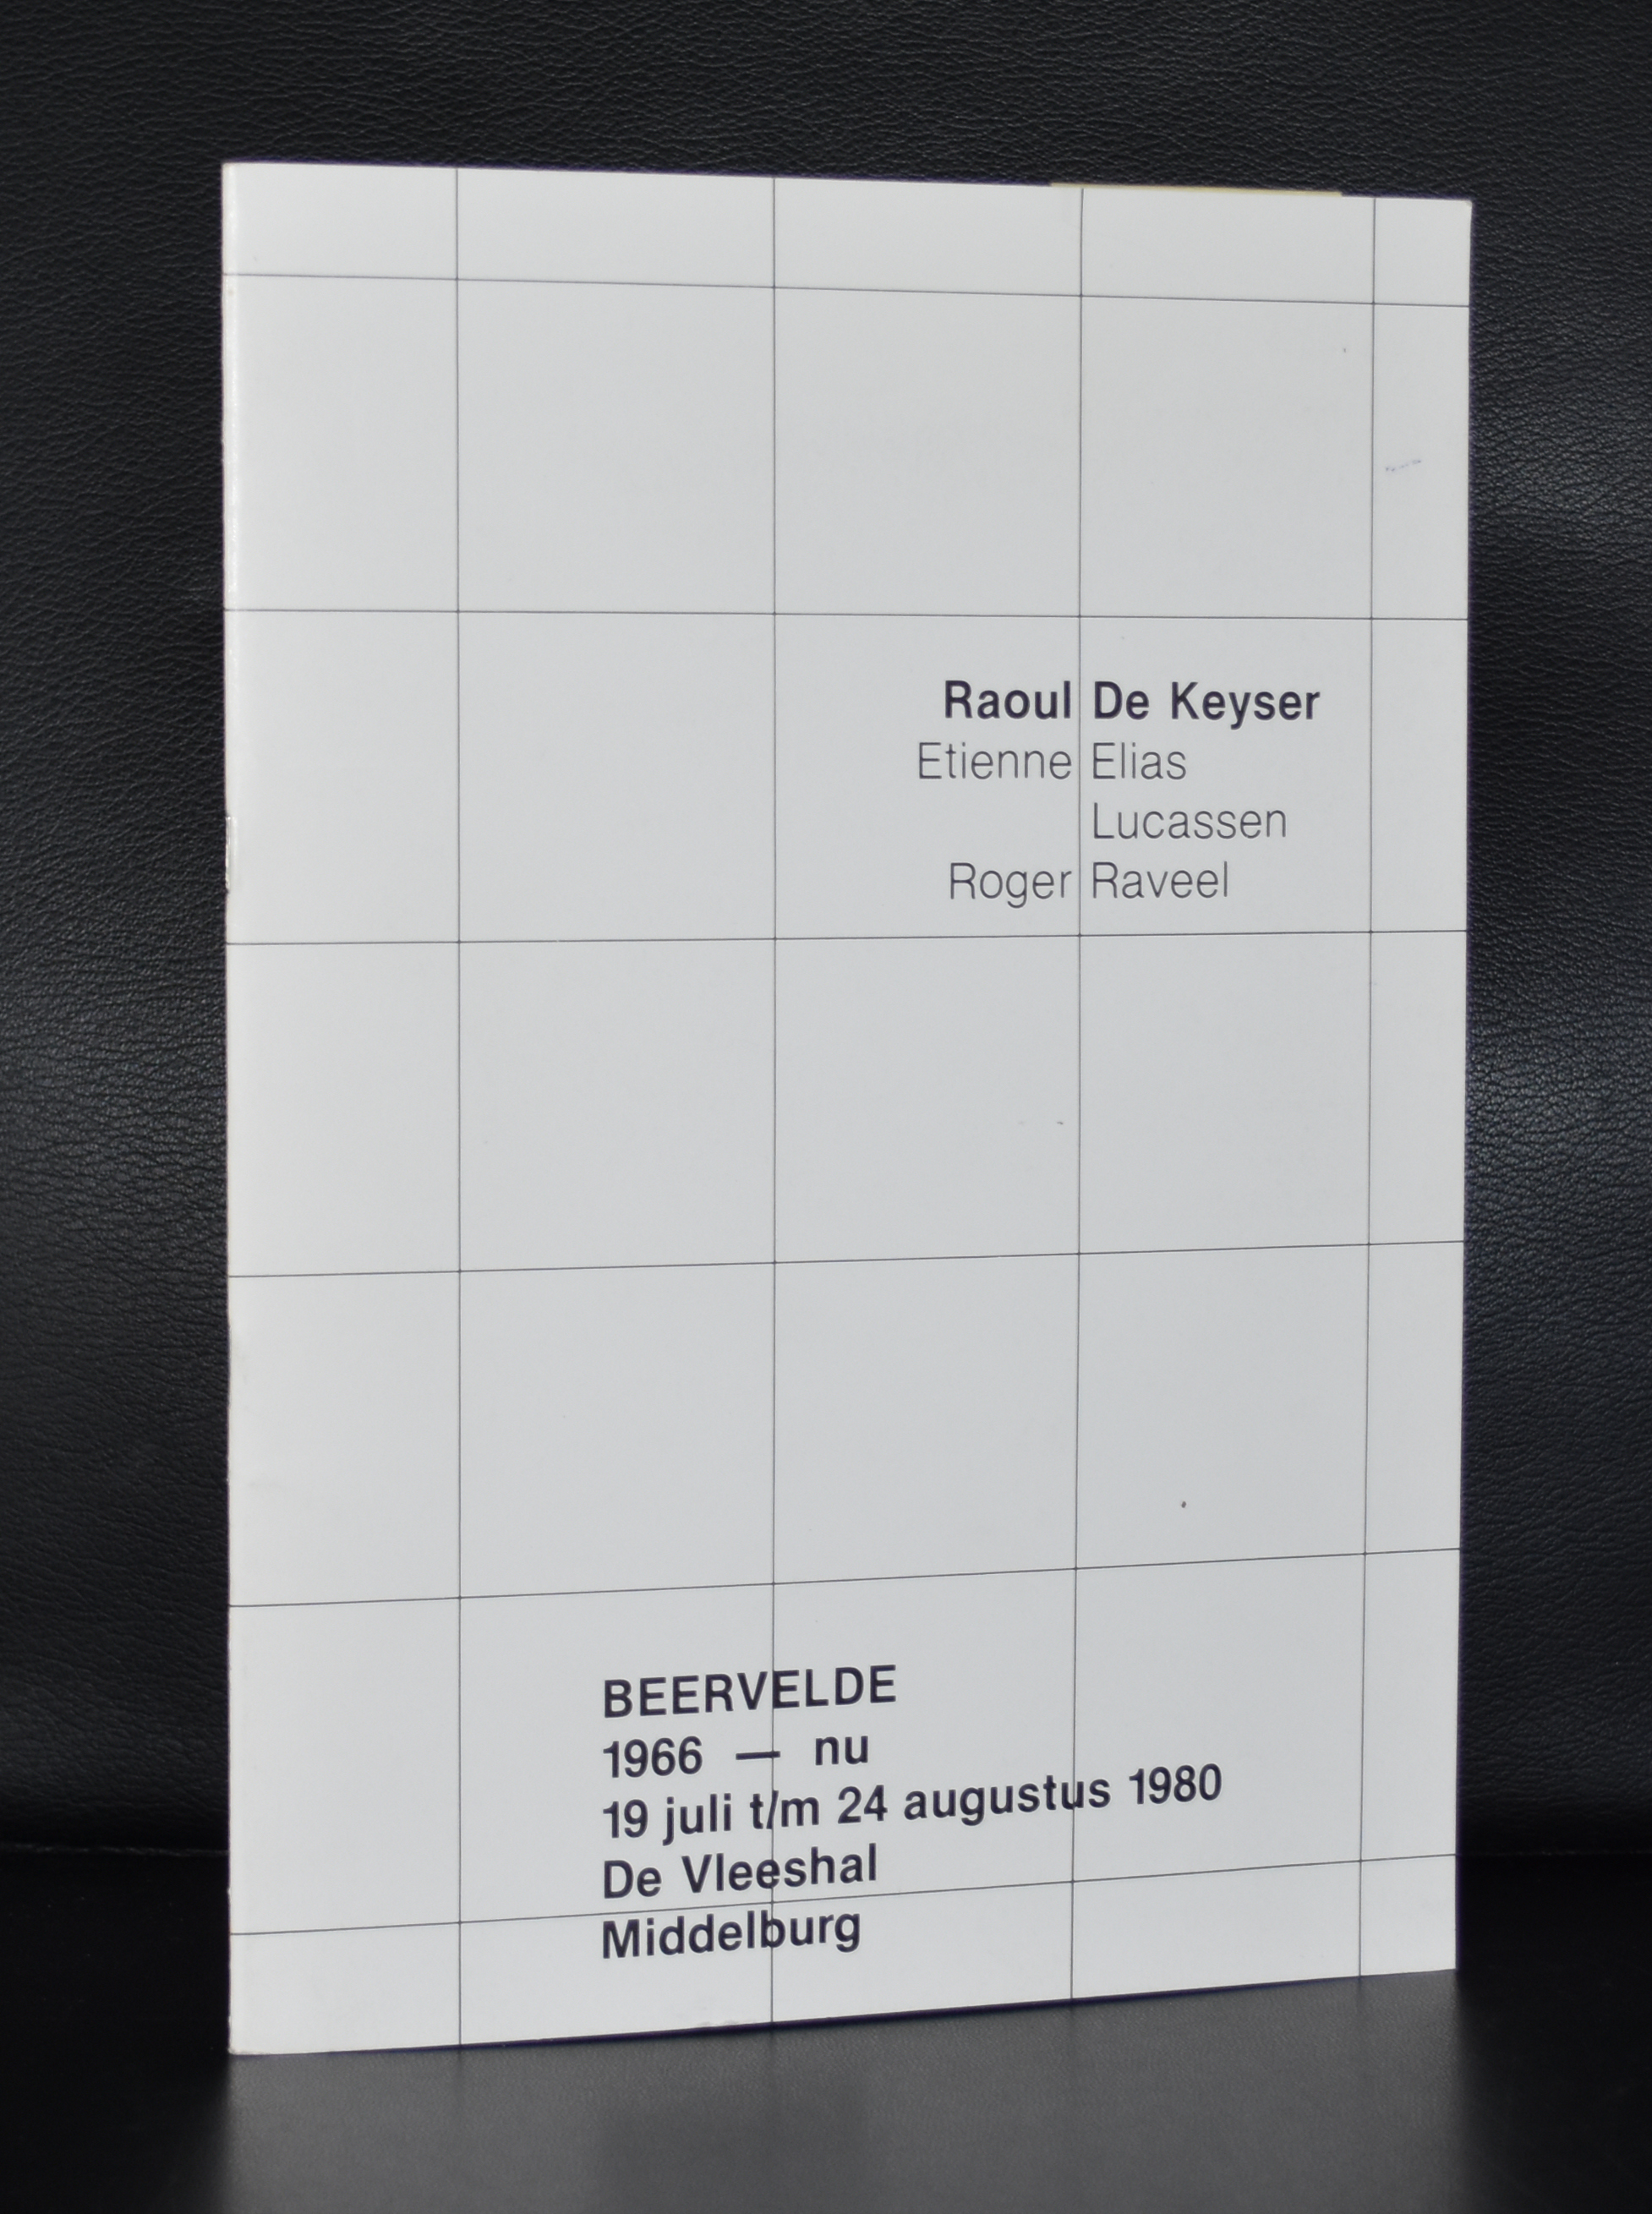 Raoul De Keyser
Etienne Elias
Lucassen
Roger Raveel
BEERVELDE
1966 — nu
19 juli t/m 24 augustus 1980
De Vleeshal
Middelburg